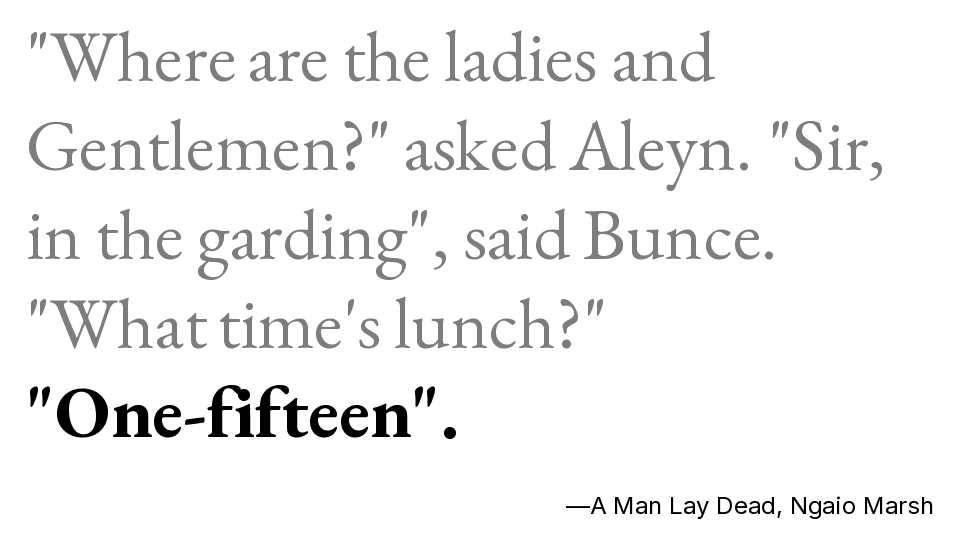 "Where are the ladies and
Gentlemen?" asked Aleyn. "Sir,
in the garding", said Bunce.
"What time's lunch?"
"One-fifteen".
—A Man Lay Dead, Ngaio Marsh